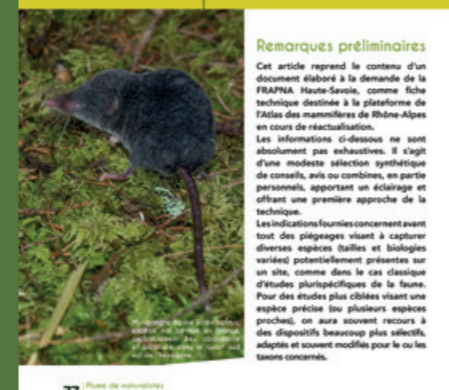 Remarques préliminaires
Cet article reprend le contenu d'un
document élaboré à la demande de la
FRAPNA Haute-Savoie, comme fiche
technique destinée à la plateforme de
l'Atlas des mammifères de Rhône-Alpes
en cours de réactualisation.
Les informations ci-dessous ne sont
absolument pas exhaustives. Il s'agit
d'une modeste sélection synthétique
de conseils, avis ou combines, en partie
personnels, apportant un éclairage et
offrant une première approche de la
technique.
Les indications fournies concernent avant
tout des piégeages visant à capturer
diverses espèces (tailles et biologies
variées) potentiellement présentes sur
un site, comme dans le cas classique
d'études plurispécifiques de la faune.
Pour des études plus ciblées visant une
espèce précise (ou plusieurs espèces
proches), on aura souvent recours à
des dispositifs beaucoup plus sélectifs,
adaptés et souvent modifiés pour le ou les
taxons concernés.
Plume de naturalistes